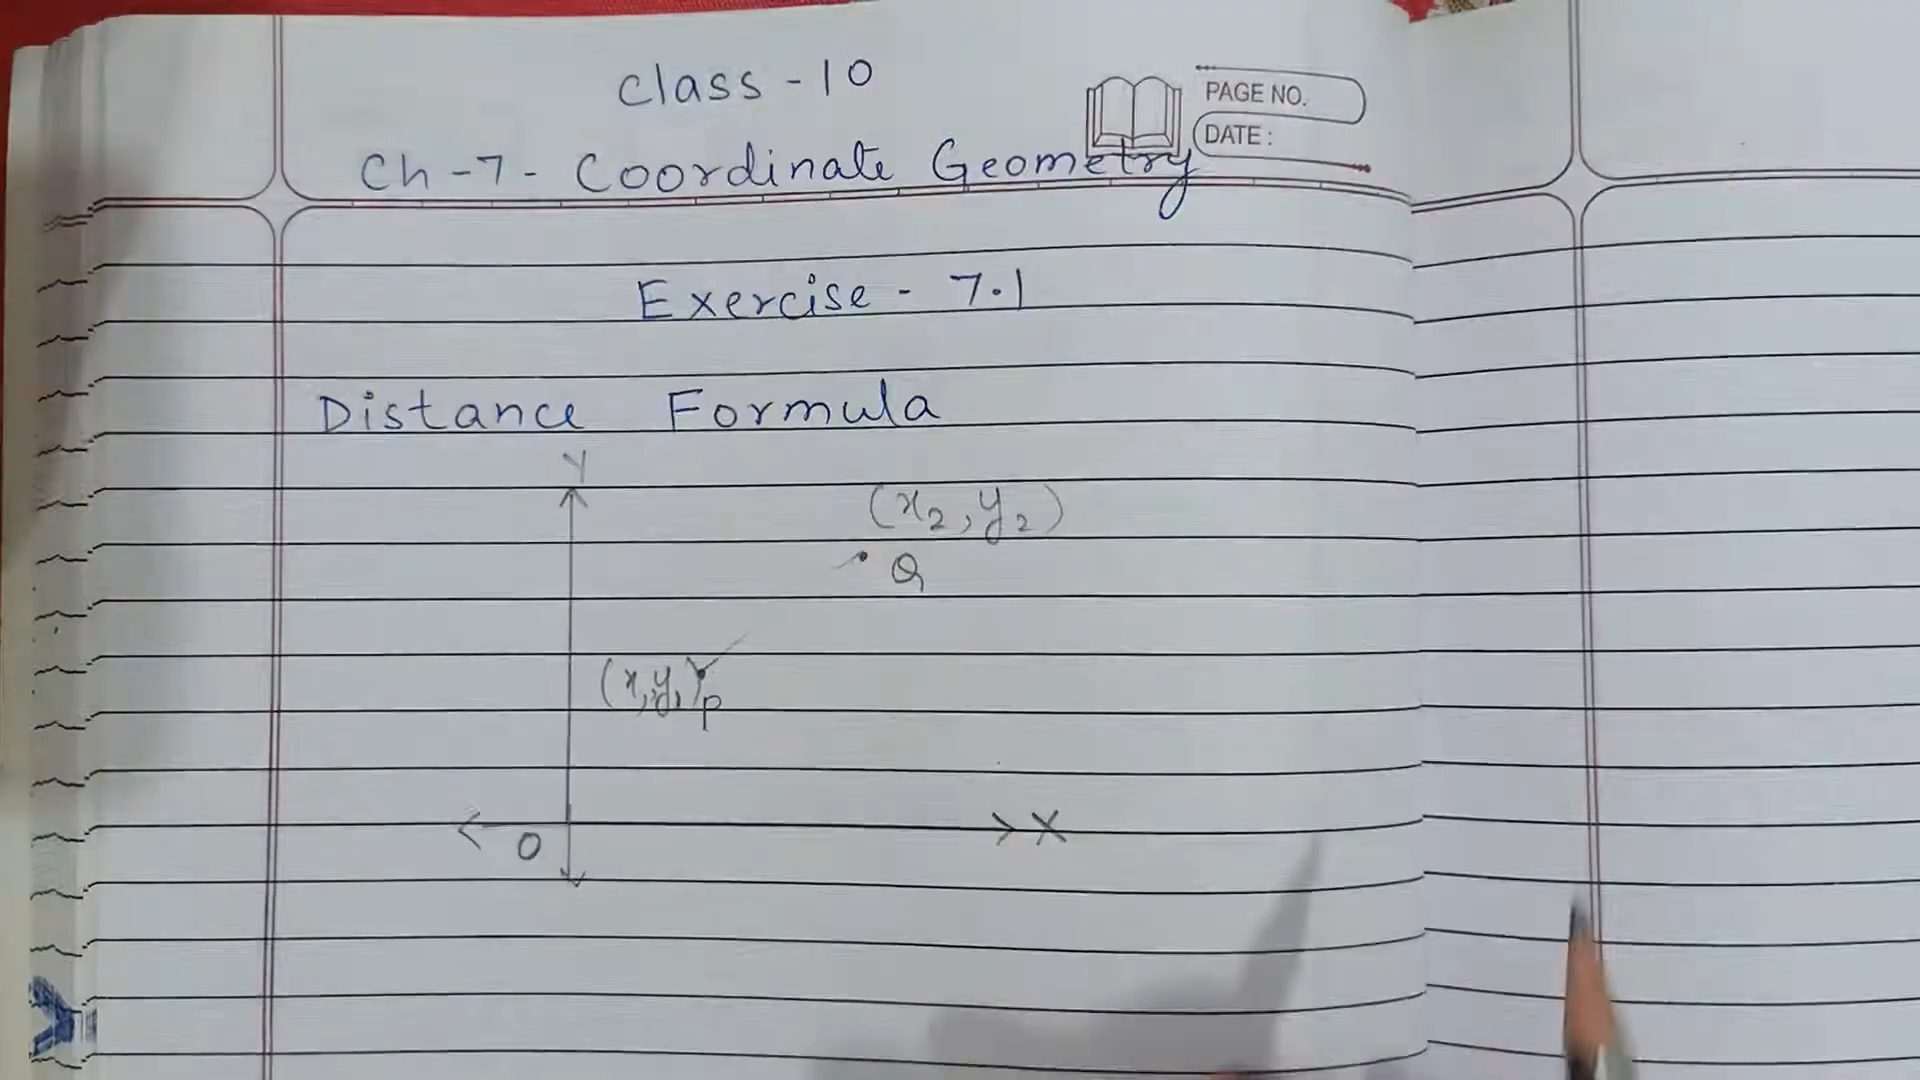 Class - 10
PAGE NO.
DATE :
Ch - 7 - Coordinate Geometry
Exercise - 7.1
Distance Formula
Y
(x₂, y₂)
Q
(x₁, y₁)
P
O
X